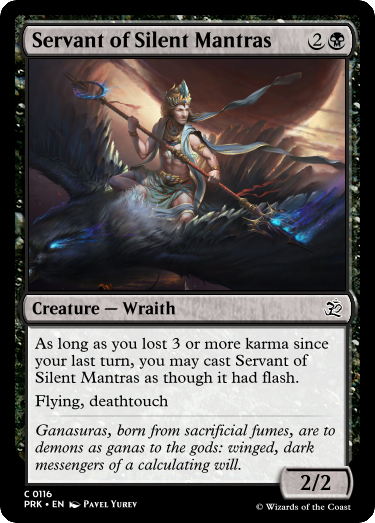 Servant of Silent Mantras 2
Creature — Wraith
As long as you lost 3 or more karma since
your last turn, you may cast Servant of
Silent Mantras as though it had flash.
Flying, deathtouch
Ganasuras, born from sacrificial fumes, are to
demons as ganas to the gods: winged, dark
messengers of a calculating will.
2/2
C 0116
PRK • EN PAVEL YUREV
© Wizards of the Coast